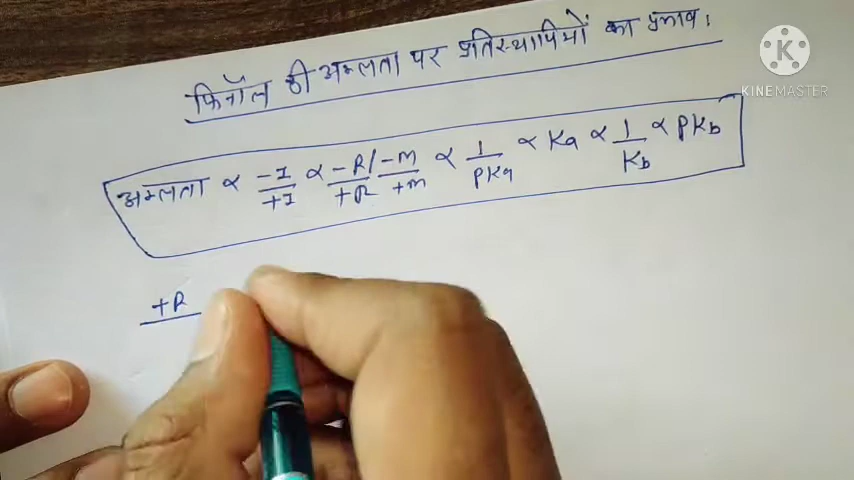 फिनॉल की अम्लता पर प्रतिस्थापियों का प्रभाव।
KINEMASTER
अम्लता ∝ -I/+I ∝ -R/+R / -M/+m ∝ 1/pKa ∝ Ka ∝ 1/Kb ∝ pKb
+R